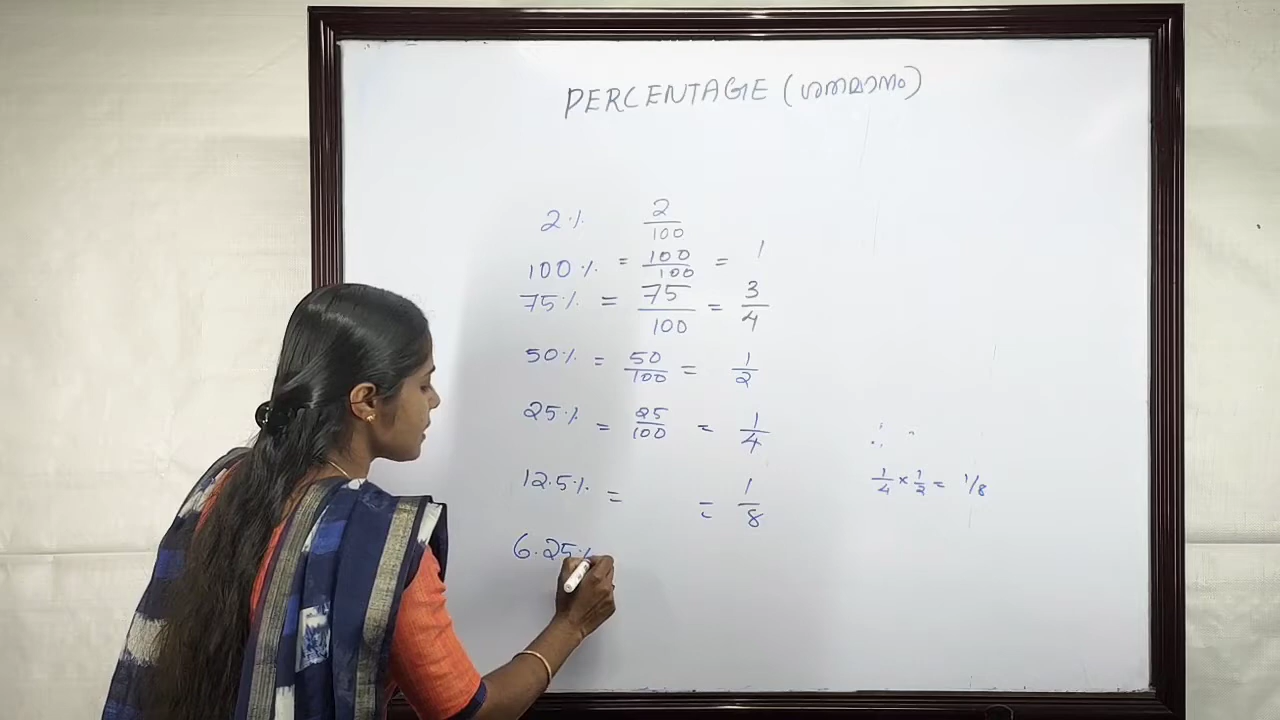 PERCENTAGE (ശതമാനം)
2% 2/100
100% = 100/100 = 1
75% = 75/100 = 3/4
50% = 50/100 = 1/2
25% = 25/100 = 1/4
12.5% = = 1/8
1/4 × 1/2 = 1/8
6.25%